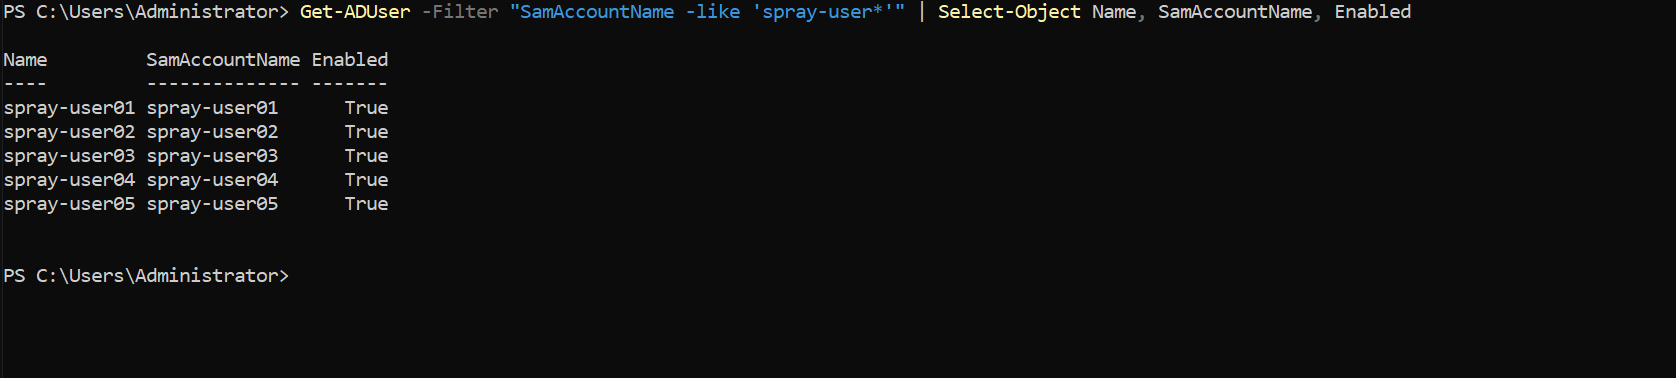 PS C:\Users\Administrator> Get-ADUser -Filter "SamAccountName -like 'spray-user*'" | Select-Object Name, SamAccountName, Enabled
Name         SamAccountName Enabled
----         -------------- -------
spray-user01 spray-user01      True
spray-user02 spray-user02      True
spray-user03 spray-user03      True
spray-user04 spray-user04      True
spray-user05 spray-user05      True
PS C:\Users\Administrator>